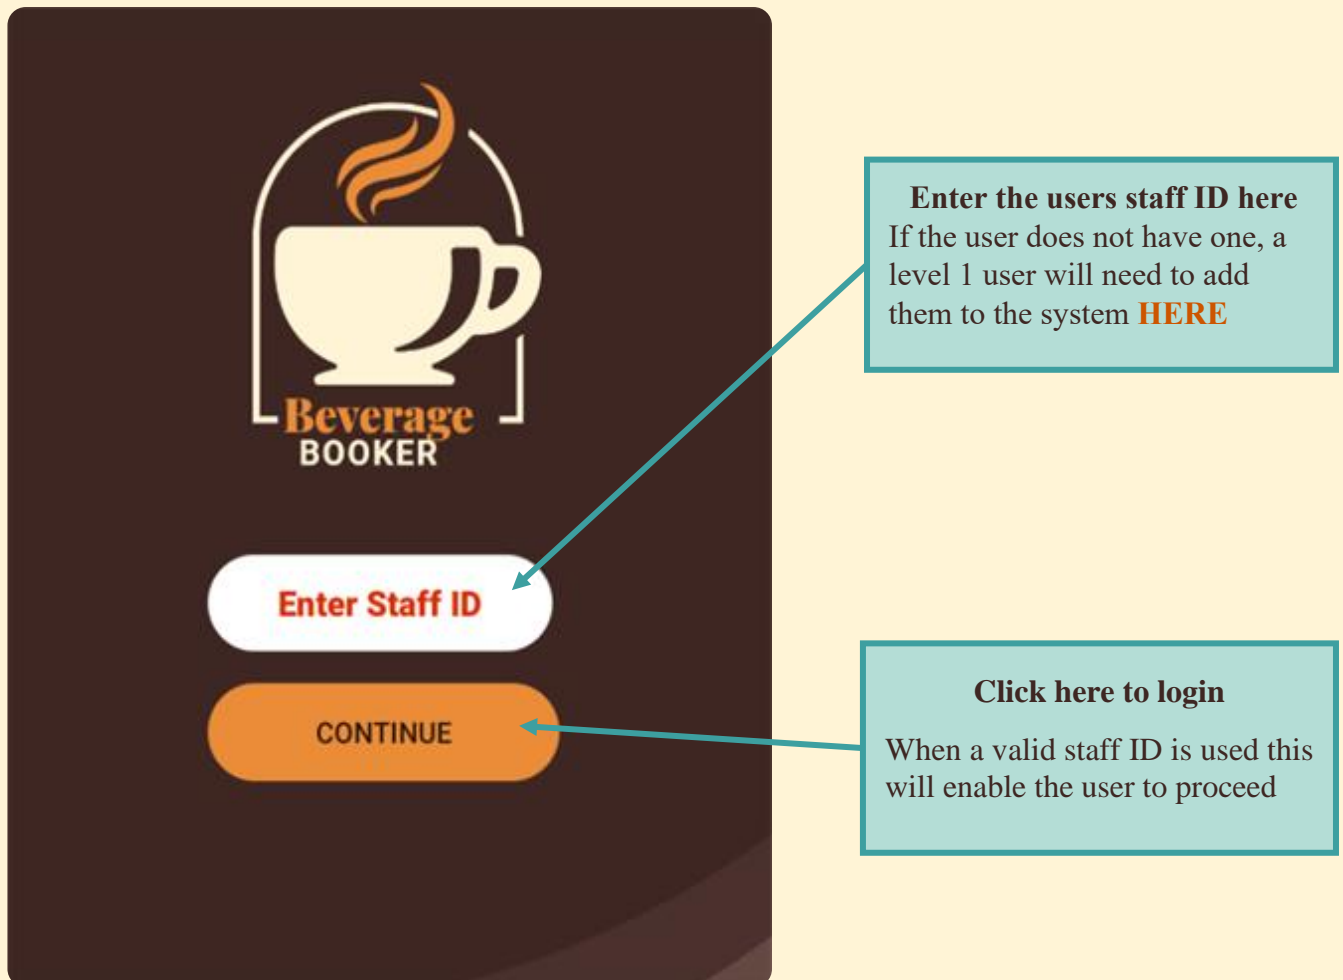 Beverage
BOOKER
Enter Staff ID
CONTINUE
Enter the users staff ID here
If the user does not have one, a
level 1 user will need to add
them to the system HERE
Click here to login
When a valid staff ID is used this
will enable the user to proceed